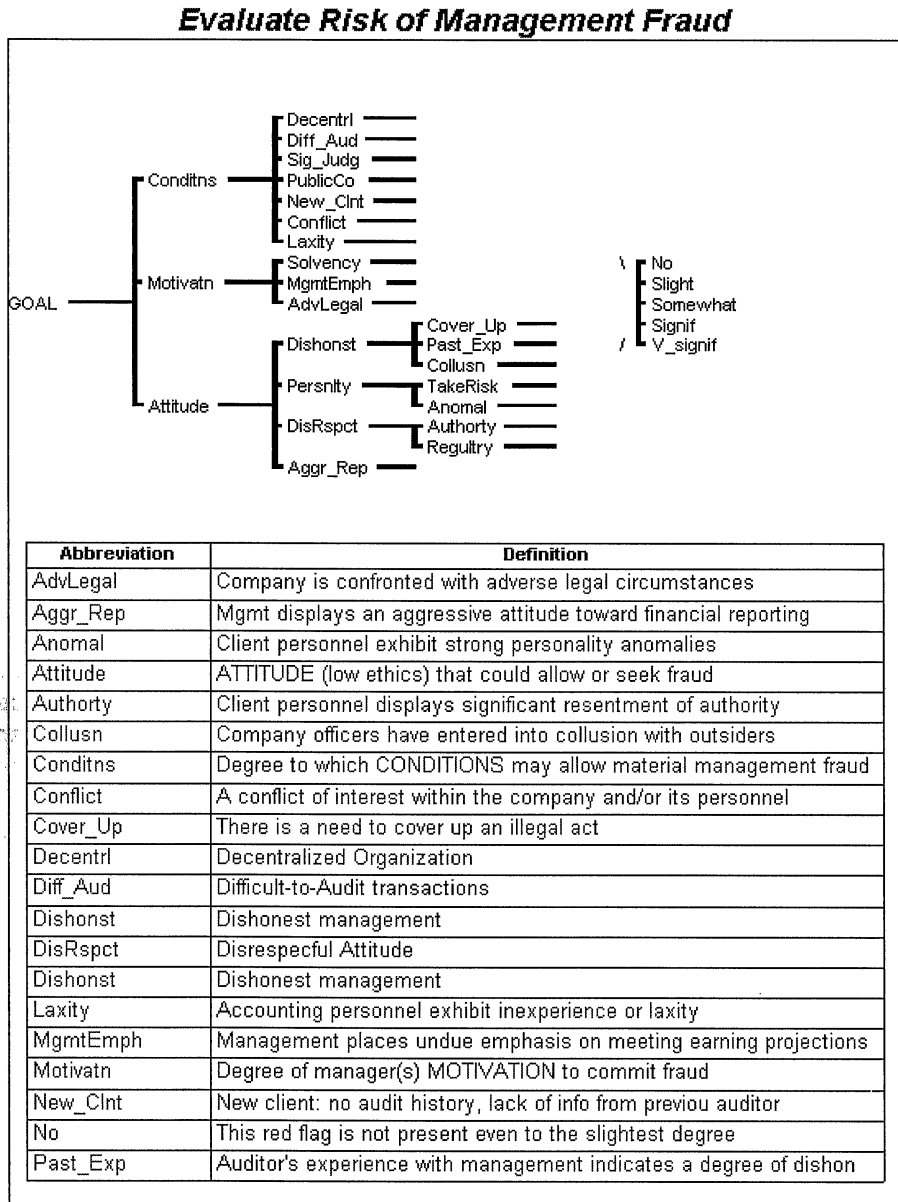 Evaluate Risk of Management Fraud
Decentrl
Diff_Aud
Sig_Judg
Conditns PublicCo
New_Clnt
Conflict
Laxity
Solvency \ No
Motivatn MgmtEmph Slight
GOAL AdvLegal Somewhat
Cover_Up Signif
Dishonst Past_Exp / V_signif
Collusn
Persnlty TakeRisk
Attitude Anomal
DisRspct Authorty
Regultry
Aggr_Rep
Abbreviation Definition
AdvLegal Company is confronted with adverse legal circumstances
Aggr_Rep Mgmt displays an aggressive attitude toward financial reporting
Anomal Client personnel exhibit strong personality anomalies
Attitude ATTITUDE (low ethics) that could allow or seek fraud
Authorty Client personnel displays significant resentment of authority
Collusn Company officers have entered into collusion with outsiders
Conditns Degree to which CONDITIONS may allow material management fraud
Conflict A conflict of interest within the company and/or its personnel
Cover_Up There is a need to cover up an illegal act
Decentrl Decentralized Organization
Diff_Aud Difficult-to-Audit transactions
Dishonst Dishonest management
DisRspct Disrespecful Attitude
Dishonst Dishonest management
Laxity Accounting personnel exhibit inexperience or laxity
MgmtEmph Management places undue emphasis on meeting earning projections
Motivatn Degree of manager(s) MOTIVATION to commit fraud
New_Clnt New client: no audit history, lack of info from previou auditor
No This red flag is not present even to the slightest degree
Past_Exp Auditor's experience with management indicates a degree of dishon